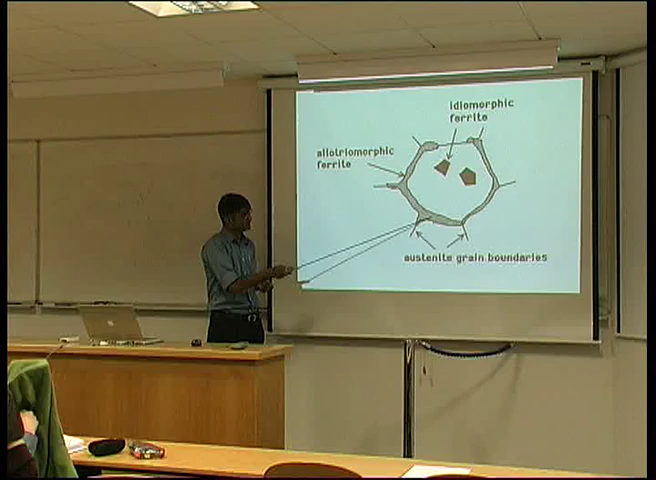 idiomorphic
ferrite
allotriomorphic
ferrite
austenite grain boundaries